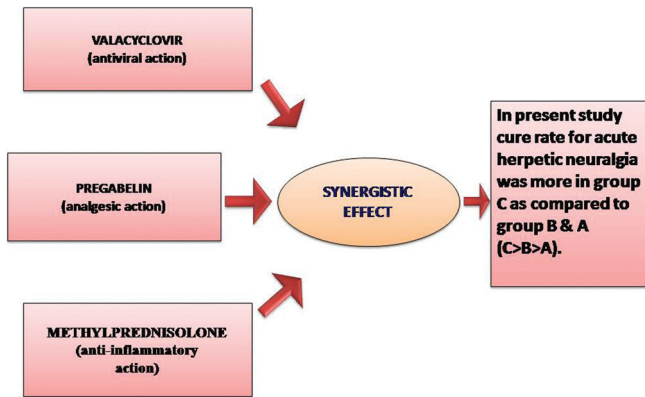 VALACYCLOVIR
(antiviral action)
PREGABELIN
(analgesic action)
METHYLPREDNISOLONE
(anti-inflammatory
action)
SYNERGISTIC
EFFECT
In present study
cure rate for acute
herpetic neuralgia
was more in group
C as compared to
group B & A
(C>B>A).